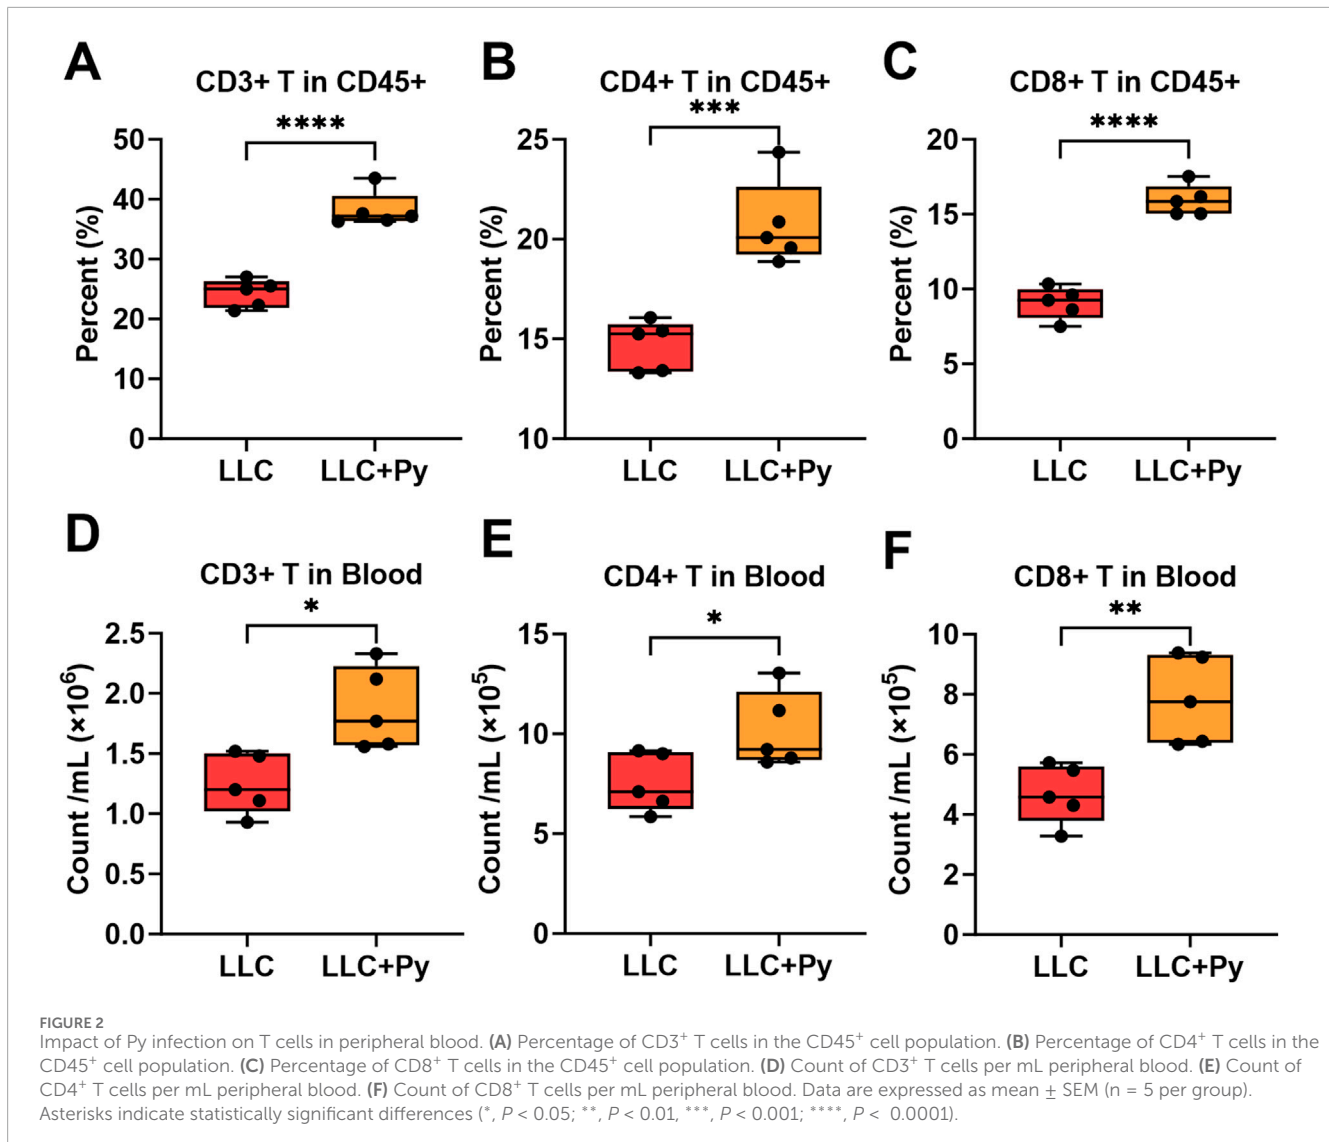 A
CD3+ T in CD45+
****
Percent (%)
50
40
30
20
10
0
LLC
LLC+Py
B
CD4+ T in CD45+
***
Percent (%)
25
20
15
10
LLC
LLC+Py
C
CD8+ T in CD45+
****
Percent (%)
20
15
10
5
0
LLC
LLC+Py
D
CD3+ T in Blood
*
Count /mL (×10⁶)
2.5
2.0
1.5
1.0
0.5
0.0
LLC
LLC+Py
E
CD4+ T in Blood
*
Count /mL (×10⁵)
15
10
5
0
LLC
LLC+Py
F
CD8+ T in Blood
**
Count /mL (×10⁵)
10
8
6
4
2
0
LLC
LLC+Py
FIGURE 2
Impact of Py infection on T cells in peripheral blood. (A) Percentage of CD3⁺ T cells in the CD45⁺ cell population. (B) Percentage of CD4⁺ T cells in the
CD45⁺ cell population. (C) Percentage of CD8⁺ T cells in the CD45⁺ cell population. (D) Count of CD3⁺ T cells per mL peripheral blood. (E) Count of
CD4⁺ T cells per mL peripheral blood. (F) Count of CD8⁺ T cells per mL peripheral blood. Data are expressed as mean ± SEM (n = 5 per group).
Asterisks indicate statistically significant differences (*, P < 0.05; **, P < 0.01, ***, P < 0.001; ****, P < 0.0001).